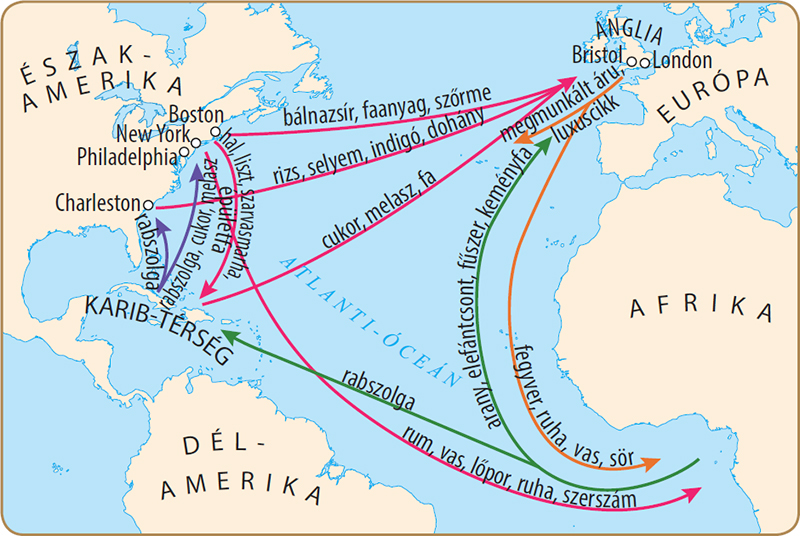 ÉSZAK-
AMERIKA
ANGLIA
Bristol
London
EURÓPA
Boston
New York
Philadelphia
Charleston
bálnazsír, faanyag, szőrme
rizs, selyem, indigó, dohány
cukor, melasz, fa
megmunkált áru,
luxuscikk
hal, liszt, szarvasmarha,
épületfa
rabszolga
rabszolga, cukor, melasz
KARIB-TÉRSÉG
ATLANTI-ÓCEÁN
AFRIKA
arany, elefántcsont, fűszer, keményfa
fegyver, ruha, vas, sör
rabszolga
rum, vas, lőpor, ruha, szerszám
DÉL-
AMERIKA